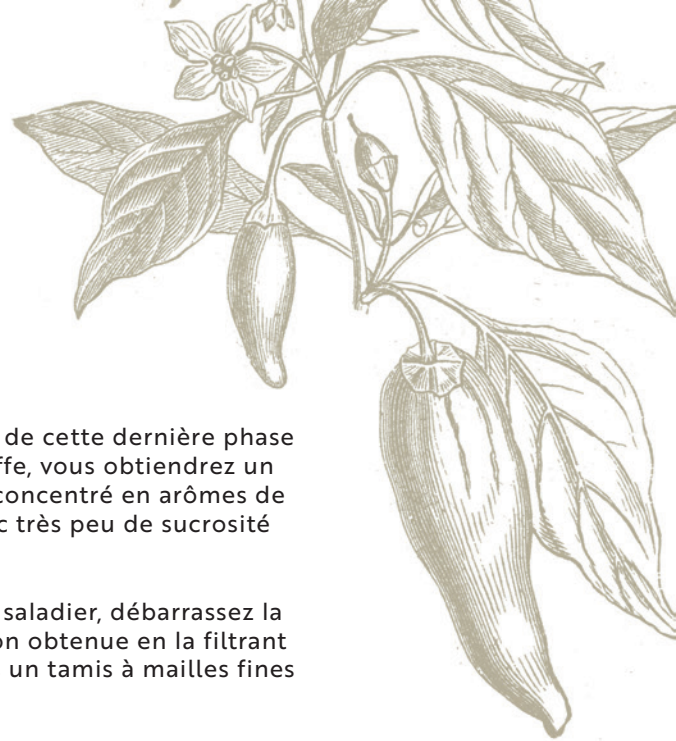 de cette dernière phase
ffe, vous obtiendrez un
concentré en arômes de
c très peu de sucrosité
saladier, débarrassez la
on obtenue en la filtrant
un tamis à mailles fines